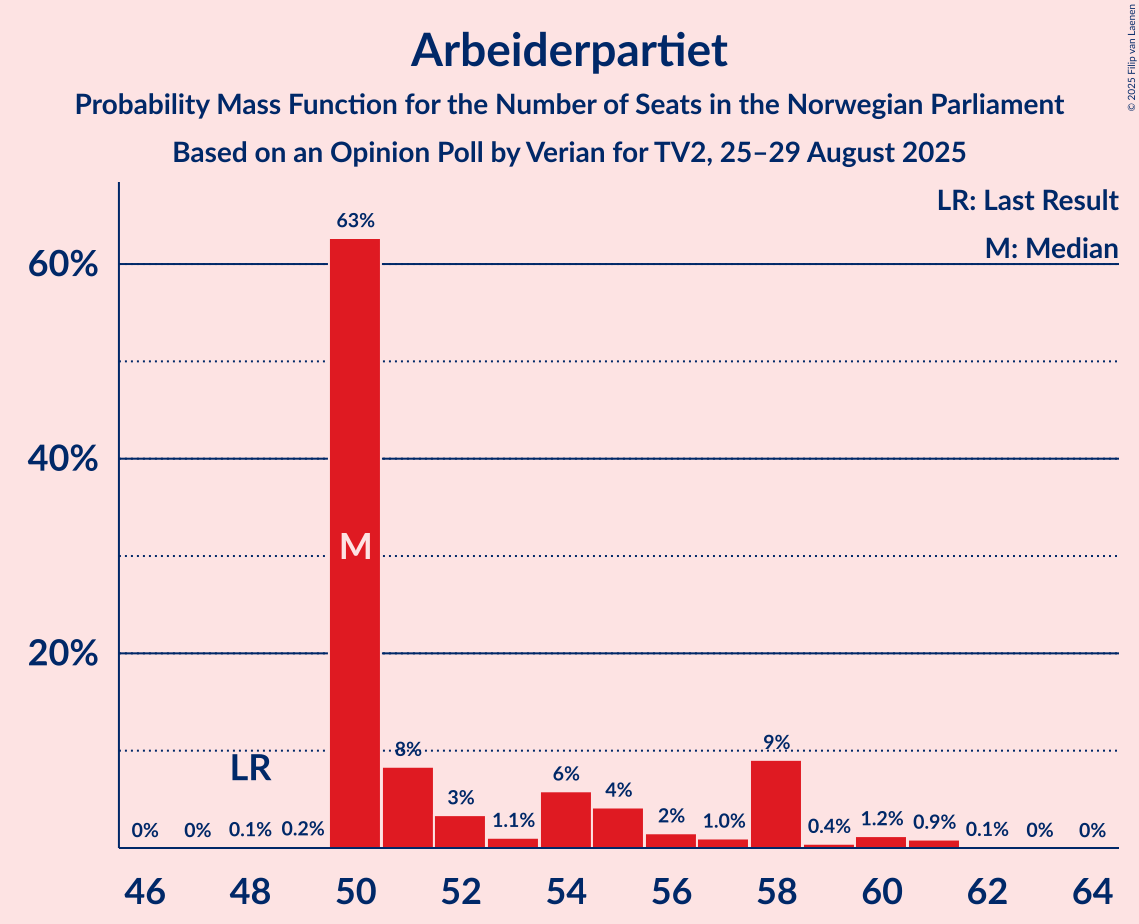 Arbeiderpartiet
Probability Mass Function for the Number of Seats in the Norwegian Parliament
Based on an Opinion Poll by Verian for TV2, 25–29 August 2025
© 2025 Filip van Laenen
LR: Last Result
M: Median
60%
40%
20%
63%
M
LR
0% 0% 0.1% 0.2% 8% 3% 1.1% 6% 4% 2% 1.0% 9% 0.4% 1.2% 0.9% 0.1% 0% 0%
46 48 50 52 54 56 58 60 62 64